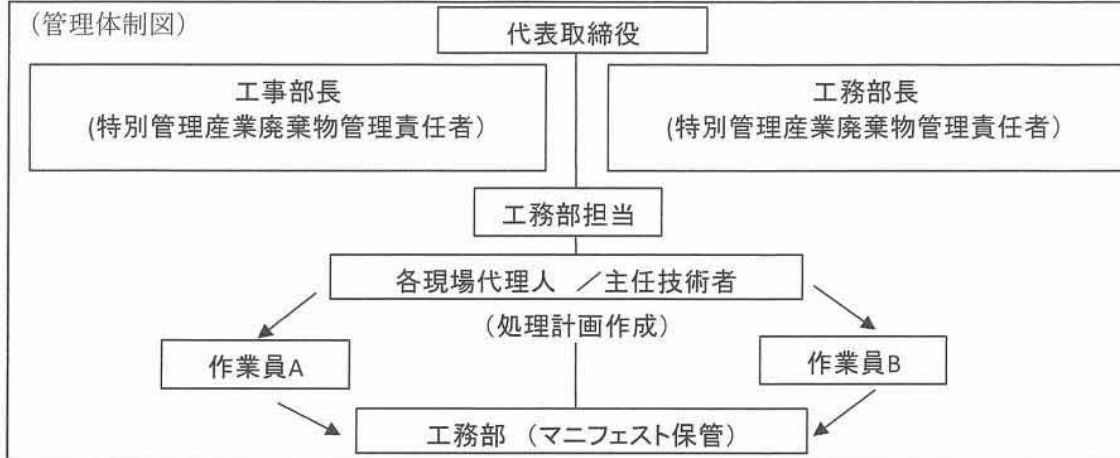 (管理体制図)
代表取締役
工事部長
(特別管理産業廃棄物管理責任者)
工務部長
(特別管理産業廃棄物管理責任者)
工務部担当
各現場代理人 ／主任技術者
(処理計画作成)
作業員A
作業員B
工務部 (マニフェスト保管)